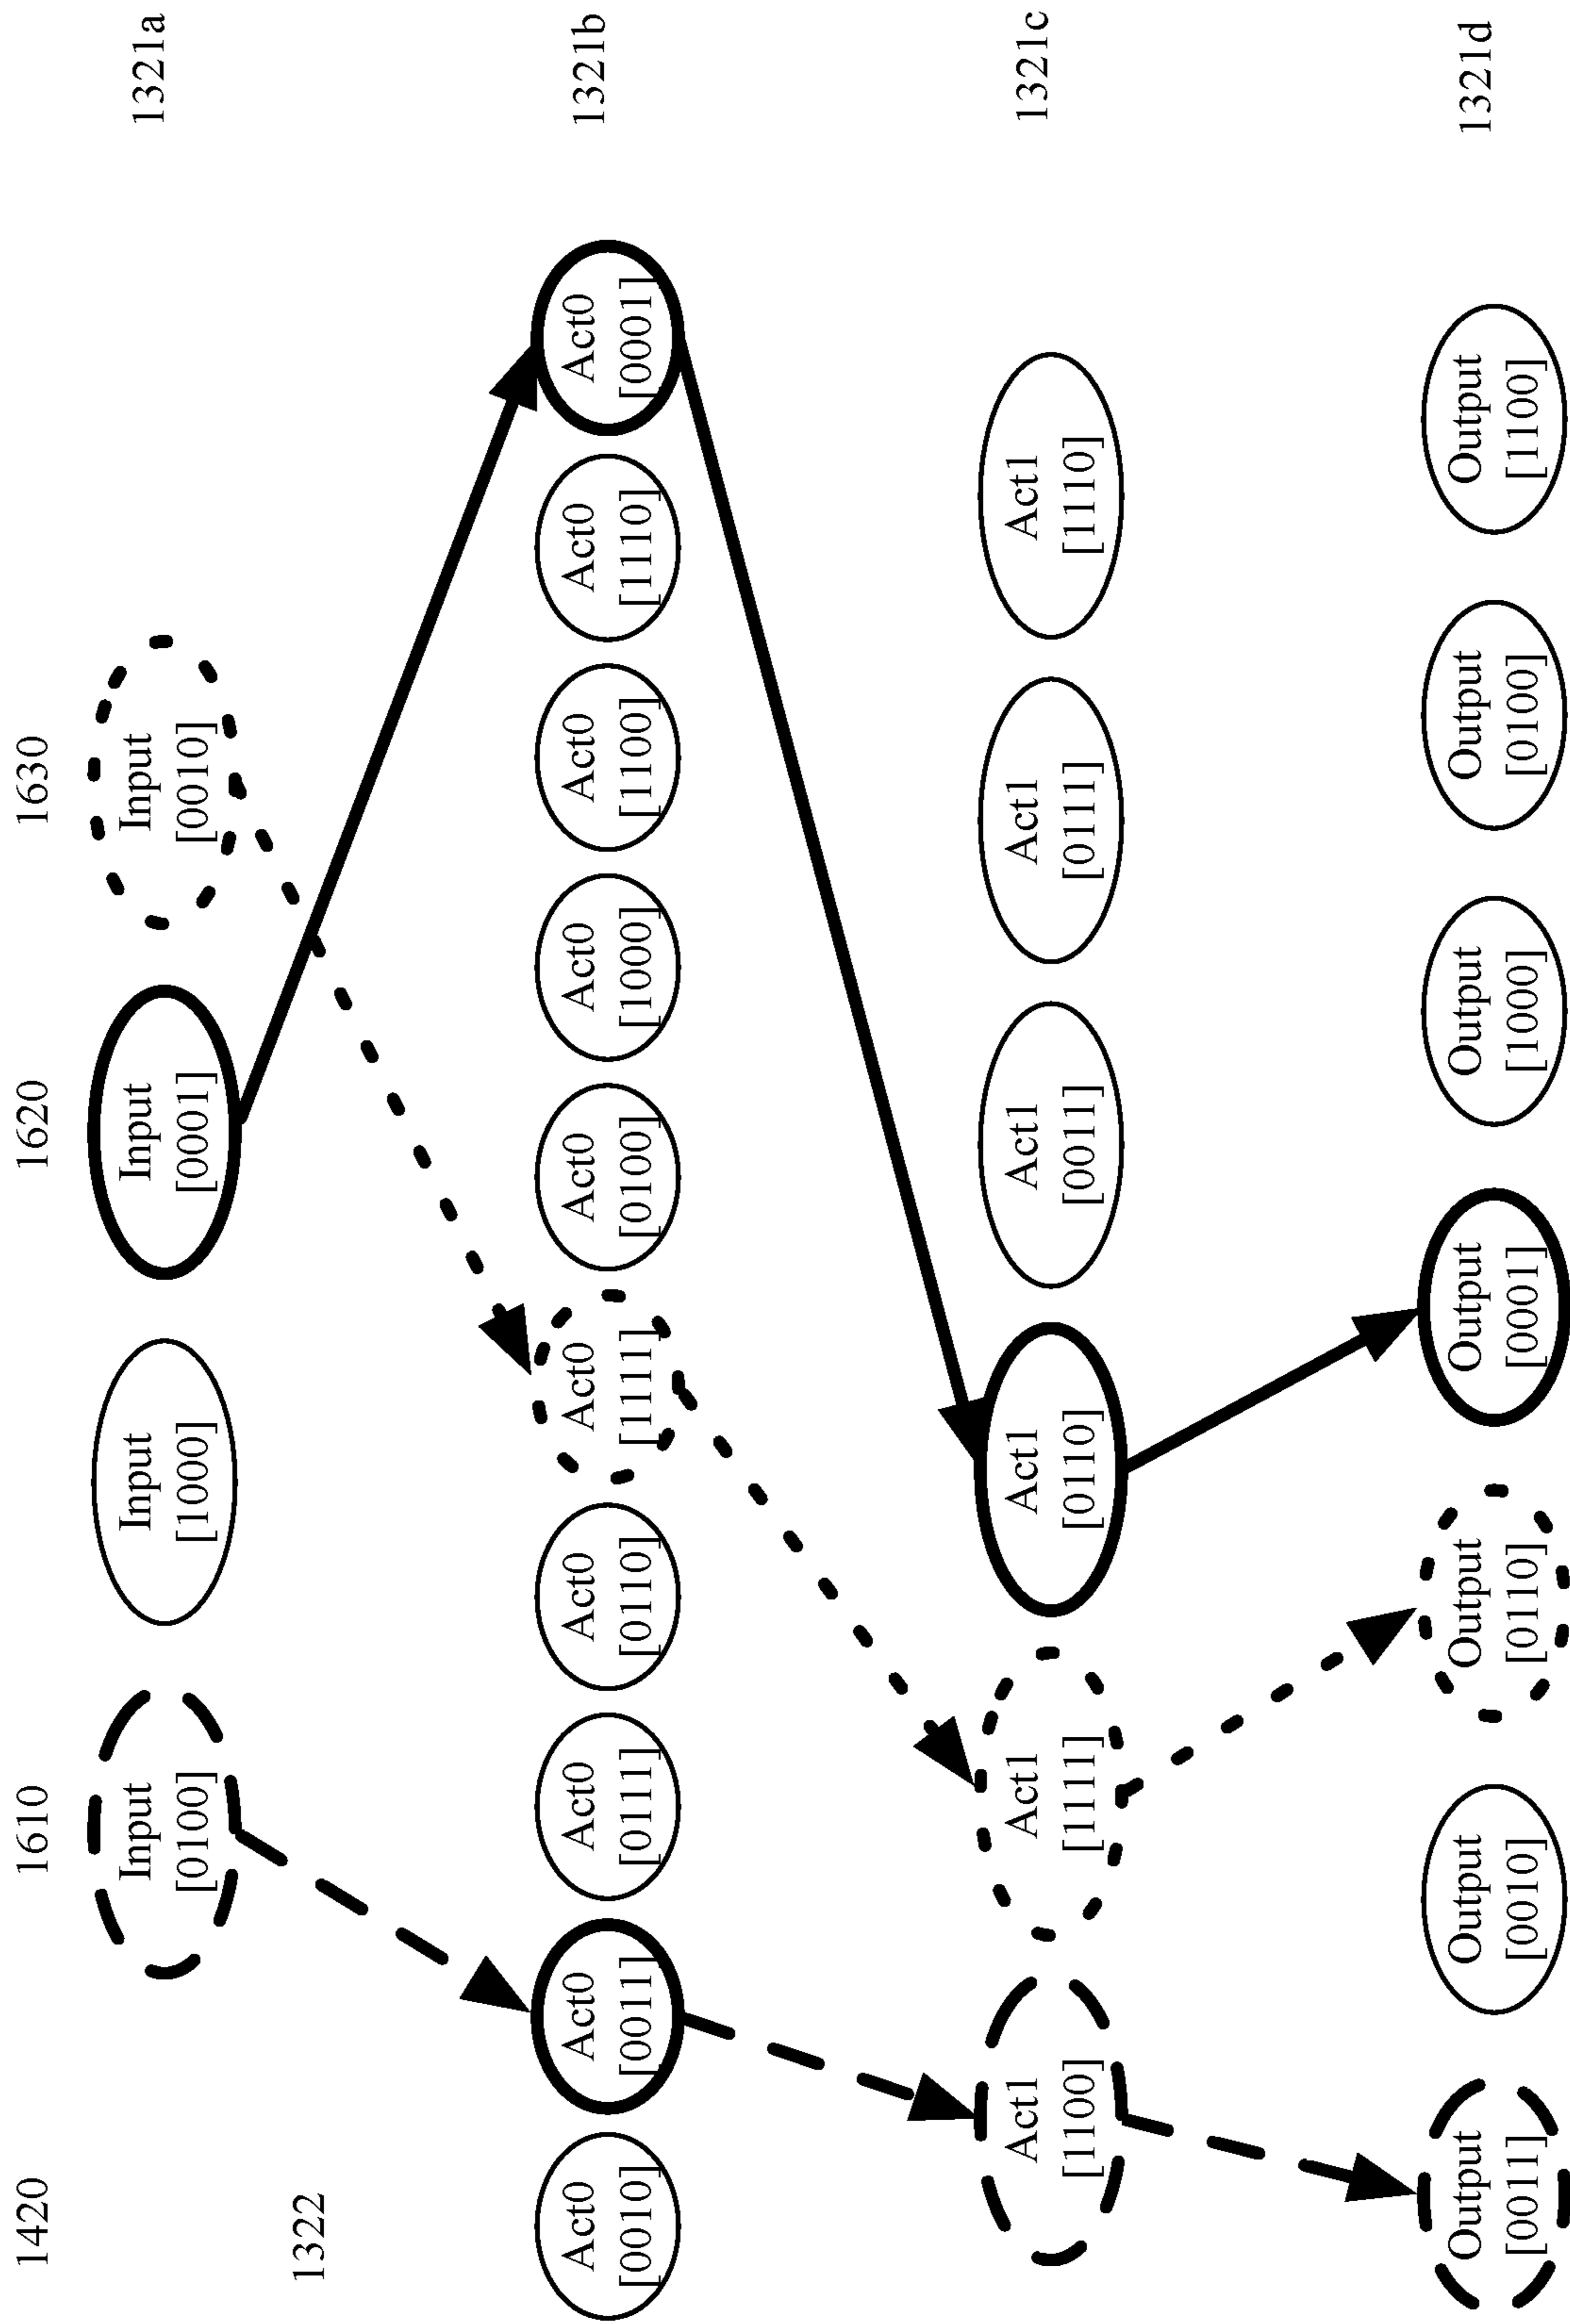 1420
1610
1620
1630
Input
[0100]
Input
[1000]
Input
[0001]
Input
[0010]
1321a
1322
Act0
[0010]
Act0
[0011]
Act0
[0111]
Act0
[0110]
Act0
[1111]
Act0
[0100]
Act0
[1000]
Act0
[1100]
Act0
[1110]
Act0
[0001]
1321b
Act1
[1100]
Act1
[1111]
Act1
[0110]
Act1
[0011]
Act1
[0111]
Act1
[1110]
1321c
Output
[0011]
Output
[0010]
Output
[0110]
Output
[0001]
Output
[1000]
Output
[0100]
Output
[1100]
1321d